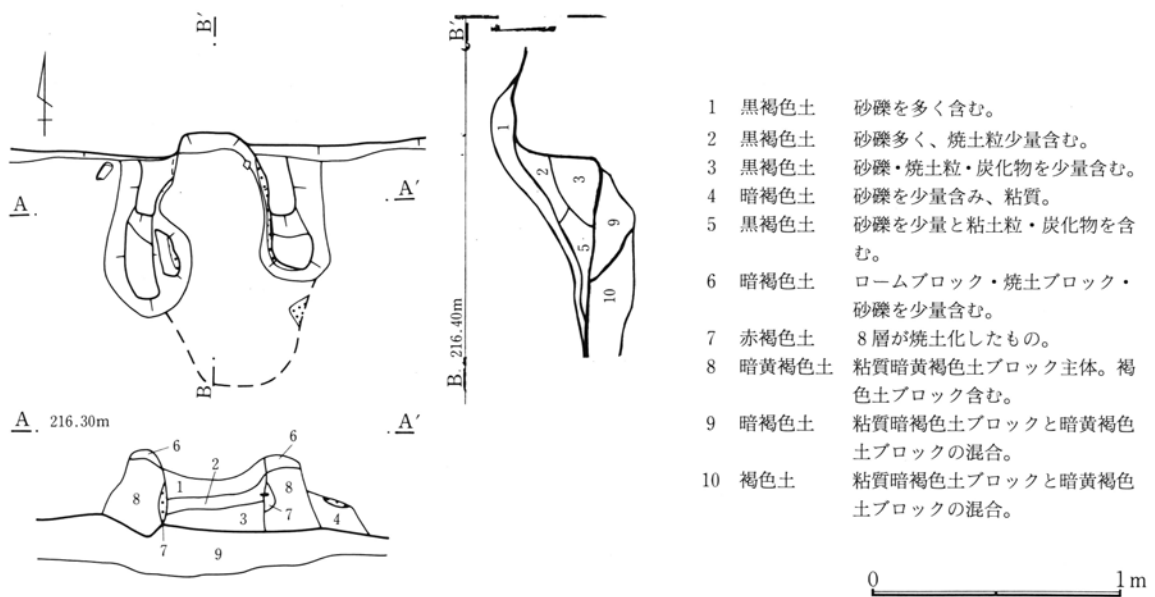 B'
A
A'
B
A 216.30m A'
6
6
2
1
8
8
7
3
4
7
9
B'
1
2
3
9
5
10
216.40m
B
1 黒褐色土 砂礫を多く含む。
2 黒褐色土 砂礫多く、焼土粒少量含む。
3 黒褐色土 砂礫・焼土粒・炭化物を少量含む。
4 暗褐色土 砂礫を少量含み、粘質。
5 黒褐色土 砂礫を少量と粘土粒・炭化物を含
む。
6 暗褐色土 ロームブロック・焼土ブロック・
砂礫を少量含む。
7 赤褐色土 8層が焼土化したもの。
8 暗黄褐色土 粘質暗黄褐色土ブロック主体。褐
色土ブロック含む。
9 暗褐色土 粘質暗褐色土ブロックと暗黄褐色
土ブロックの混合。
10 褐色土 粘質暗褐色土ブロックと暗黄褐色
土ブロックの混合。
0 1m